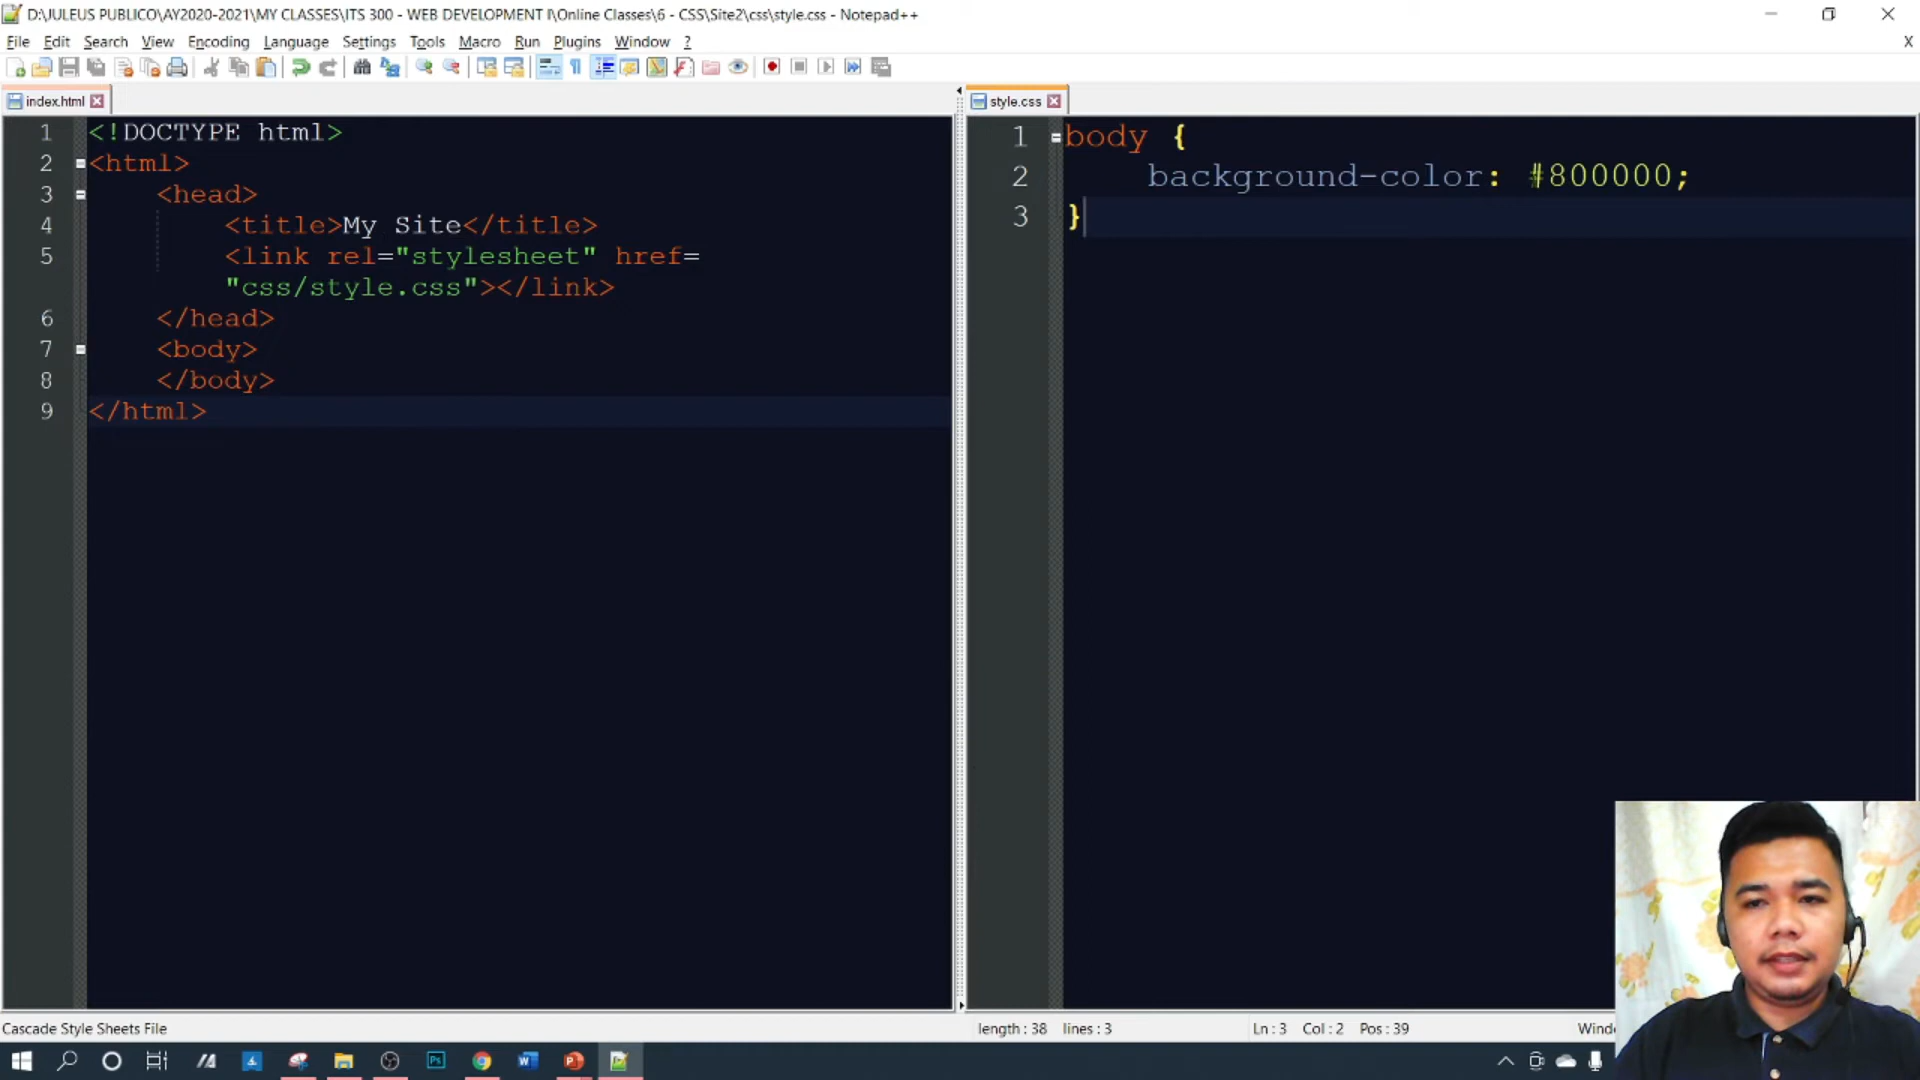 D:\JULEUS PUBLICO\AY2020-2021\MY CLASSES\ITS 300 - WEB DEVELOPMENT I\Online Classes\6 - CSS\Site2\css\style.css - Notepad++
File Edit Search View Encoding Language Settings Tools Macro Run Plugins Window ?
X
index.html
1 <!DOCTYPE html>
2 <html>
3 <head>
4 <title>My Site</title>
5 <link rel="stylesheet" href=
"css/style.css"></link>
6 </head>
7 <body>
8 </body>
9 </html>
style.css
1 body {
2 background-color: #800000;
3 }
Cascade Style Sheets File
length : 38 lines : 3
Ln : 3 Col : 2 Pos : 39